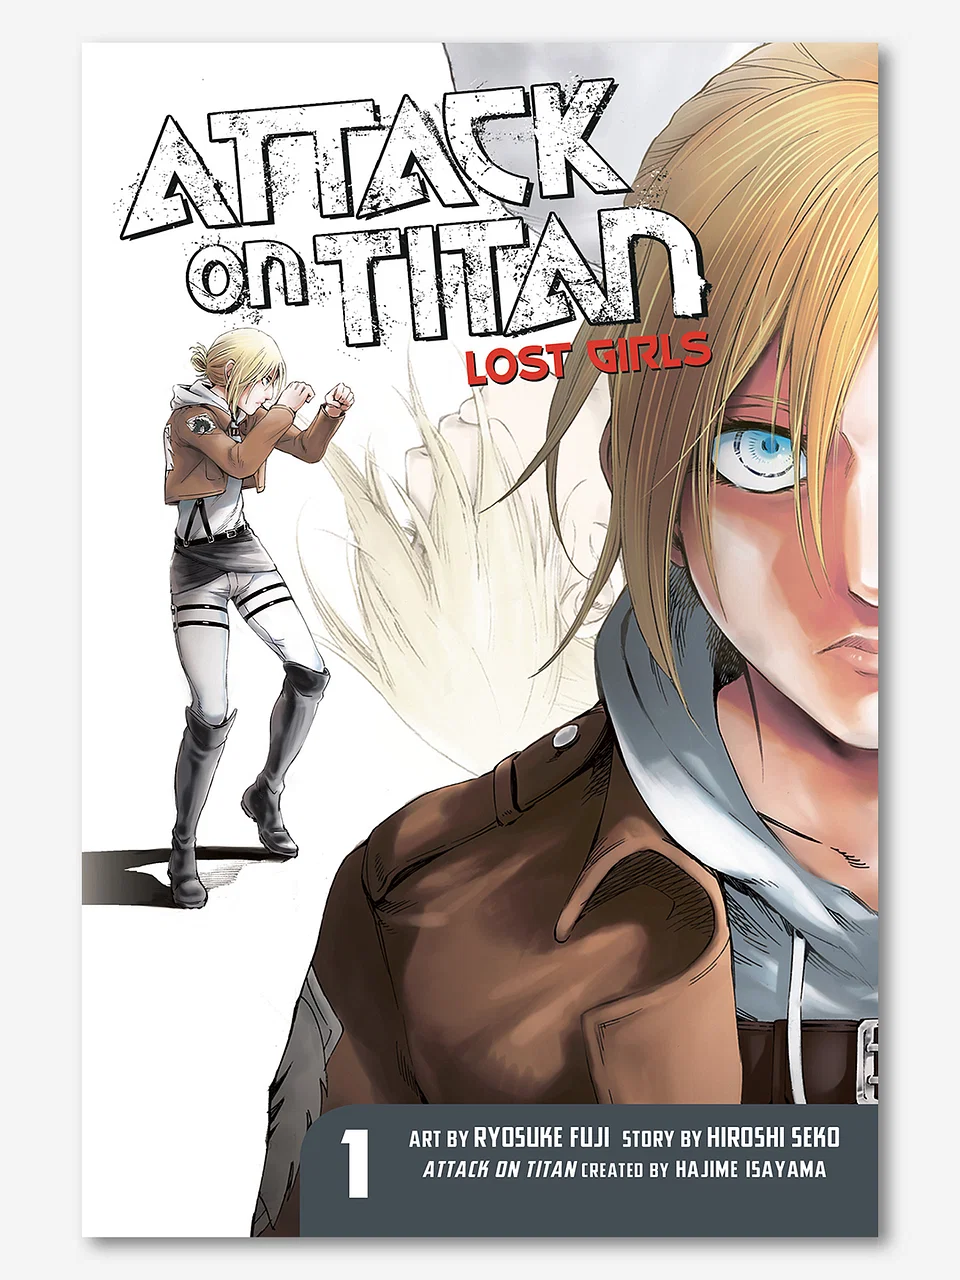 ATTACK
ON TITAN
LOST GIRLS
1
ART BY RYOSUKE FUJI STORY BY HIROSHI SEKO
ATTACK ON TITAN CREATED BY HAJIME ISAYAMA